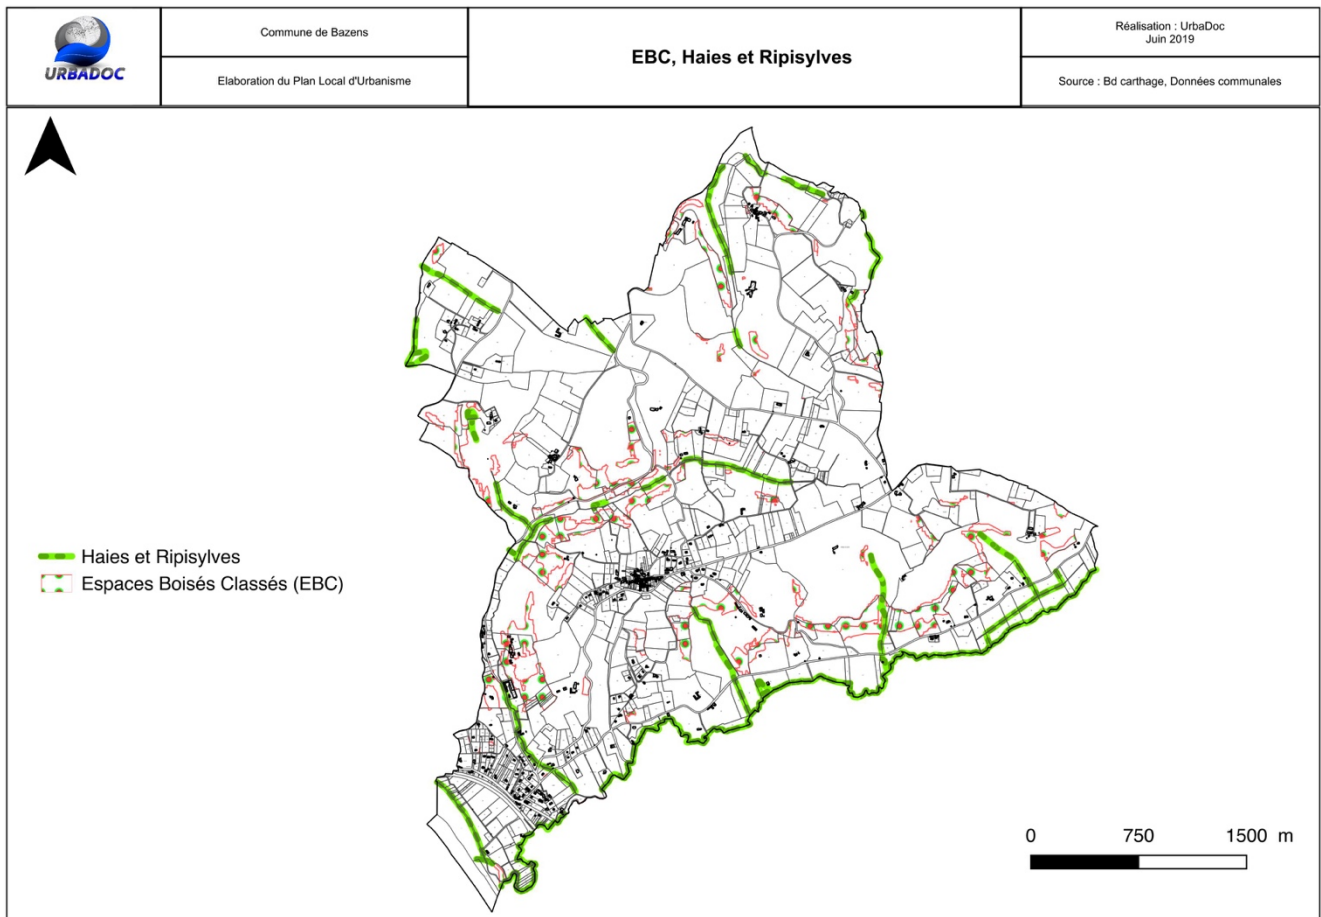 URBADOC
Commune de Bazens
Elaboration du Plan Local d'Urbanisme
EBC, Haies et Ripisylves
Réalisation : UrbaDoc
Juin 2019
Source : Bd carthage, Données communales
Haies et Ripisylves
Espaces Boisés Classés (EBC)
0 750 1500 m